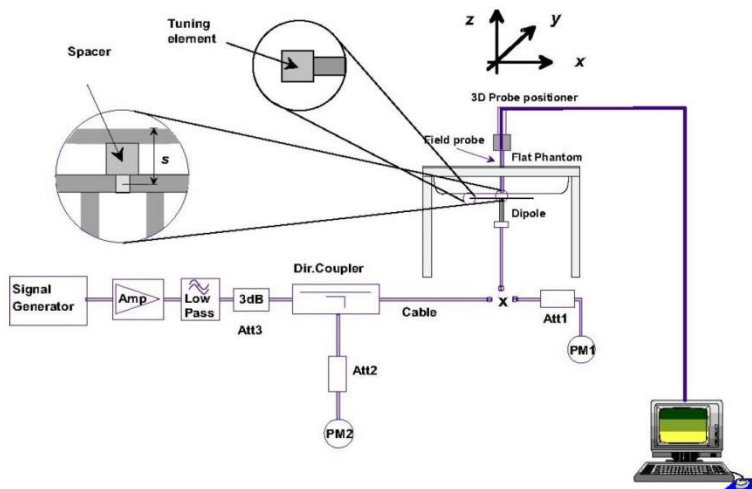 Tuning
element
Spacer
s
z
y
x
3D Probe positioner
Field probe
Flat Phantom
Dipole
Dir.Coupler
Signal
Generator
Amp
Low
Pass
3dB
Att3
Cable
x
Att1
PM1
Att2
PM2